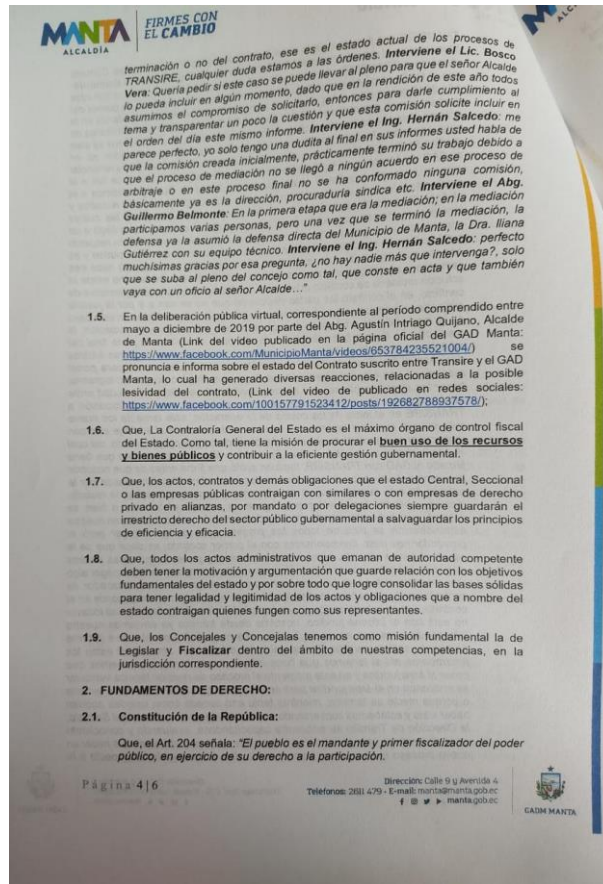 MANTA
ALCALDÍA
FIRMES CON
EL CAMBIO
MANTA
ALC
terminación o no del contrato, ese es el estado actual de los procesos de
TRANSIRE, cualquier duda estamos a las órdenes. Interviene el Lic. Bosco
Vera: Quería pedir si este caso se puede llevar al pleno para que el señor Alcalde
lo pueda incluir en algún momento, dado que en la rendición de este año todos
asumimos el compromiso de solicitarlo, entonces para darle cumplimiento al
tema y transparentar un poco la cuestión y que esta comisión solicite incluir en
el orden del día este mismo informe. Interviene el Ing. Hernán Salcedo: me
parece perfecto, yo solo tengo una dudita al final en sus informes usted habla de
que la comisión creada inicialmente, prácticamente terminó su trabajo debido a
que el proceso de mediación no se llegó a ningún acuerdo en ese proceso de
arbitraje o en este proceso final no se ha conformado ninguna comisión,
básicamente ya es la dirección, procuraduría sindica etc. Interviene el Abg.
Guillermo Belmonte: En la primera etapa que era la mediación; en la mediación
participamos varias personas, pero una vez que se terminó la mediación, la
defensa ya la asumió la defensa directa del Municipio de Manta, la Dra. Iliana
Gutiérrez con su equipo técnico. Interviene el Ing. Hernán Salcedo: perfecto
muchísimas gracias por esa pregunta, ¿no hay nadie más que intervenga?, solo
que se suba al pleno del concejo como tal, que conste en acta y que también
vaya con un oficio al señor Alcalde…"
1.5. En la deliberación pública virtual, correspondiente al período comprendido entre
mayo a diciembre de 2019 por parte del Abg. Agustín Intriago Quijano, Alcalde
de Manta (Link del video publicado en la página oficial del GAD Manta:
https://www.facebook.com/MunicipioManta/videos/653784235521004/) se
pronuncia e informa sobre el estado del Contrato suscrito entre Transire y el GAD
Manta, lo cual ha generado diversas reacciones, relacionadas a la posible
lesividad del contrato, (Link del video de publicado en redes sociales:
https://www.facebook.com/100157791523412/posts/192682788937578/);
1.6. Que, La Contraloría General del Estado es el máximo órgano de control fiscal
del Estado. Como tal, tiene la misión de procurar el buen uso de los recursos
y bienes públicos y contribuir a la eficiente gestión gubernamental.
1.7. Que, los actos, contratos y demás obligaciones que el estado Central, Seccional
o las empresas públicas contraigan con similares o con empresas de derecho
privado en alianzas, por mandato o por delegaciones siempre guardarán el
irrestricto derecho del sector público gubernamental a salvaguardar los principios
de eficiencia y eficacia.
1.8. Que, todos los actos administrativos que emanan de autoridad competente
deben tener la motivación y argumentación que guarde relación con los objetivos
fundamentales del estado y por sobre todo que logre consolidar las bases sólidas
para tener legalidad y legitimidad de los actos y obligaciones que a nombre del
estado contraigan quienes fungen como sus representantes.
1.9. Que, los Concejales y Concejalas tenemos como misión fundamental la de
Legislar y Fiscalizar dentro del ámbito de nuestras competencias, en la
jurisdicción correspondiente.
2. FUNDAMENTOS DE DERECHO:
2.1. Constitución de la República:
Que, el Art. 204 señala: "El pueblo es el mandante y primer fiscalizador del poder
público, en ejercicio de su derecho a la participación.
Página 4|6
Dirección: Calle 9 y Avenida 4
Teléfonos: 2611 479 - E-mail: manta@manta.gob.ec
manta.gob.ec
CADM MANTA